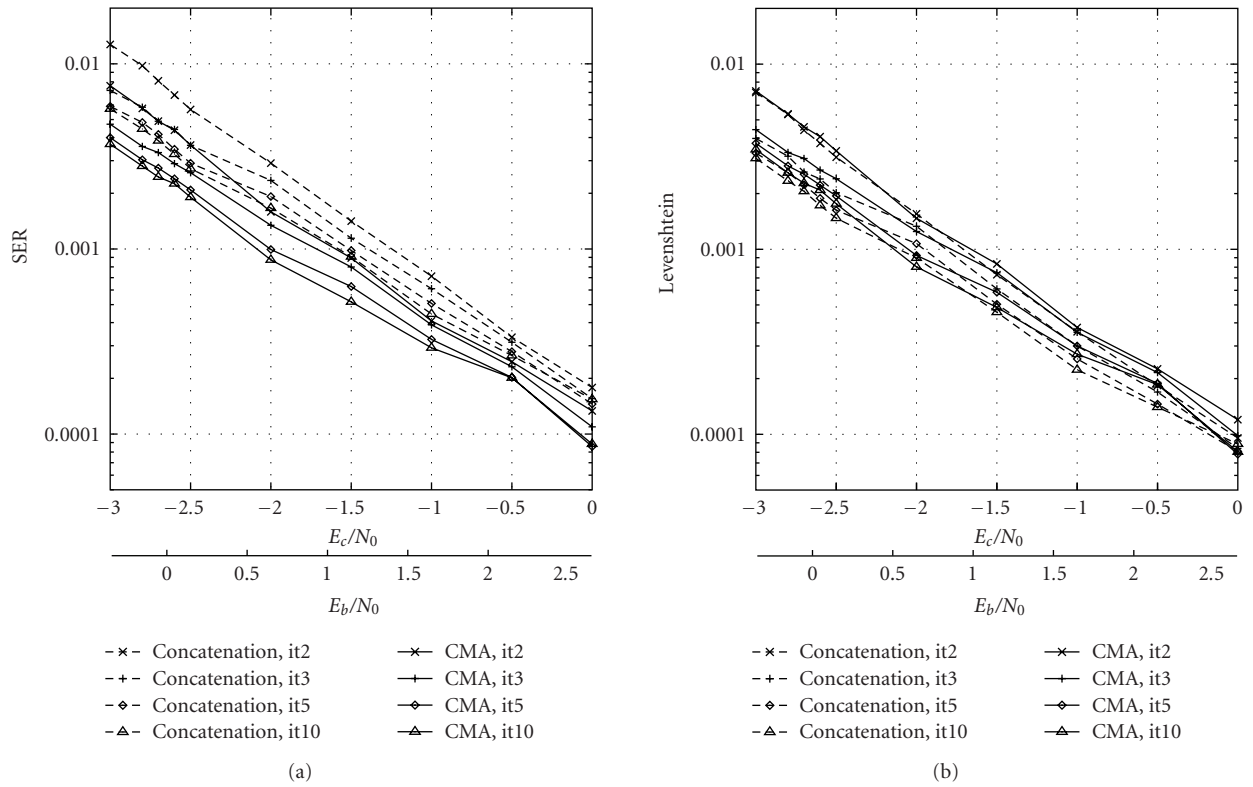 0.01
0.001
0.0001
SER
−3 −2.5 −2 −1.5 −1 −0.5 0
E_c/N_0
0 0.5 1 1.5 2 2.5
E_b/N_0
Concatenation, it2
Concatenation, it3
Concatenation, it5
Concatenation, it10
CMA, it2
CMA, it3
CMA, it5
CMA, it10
(a)
0.01
0.001
0.0001
Levenshtein
−3 −2.5 −2 −1.5 −1 −0.5 0
E_c/N_0
0 0.5 1 1.5 2 2.5
E_b/N_0
Concatenation, it2
Concatenation, it3
Concatenation, it5
Concatenation, it10
CMA, it2
CMA, it3
CMA, it5
CMA, it10
(b)